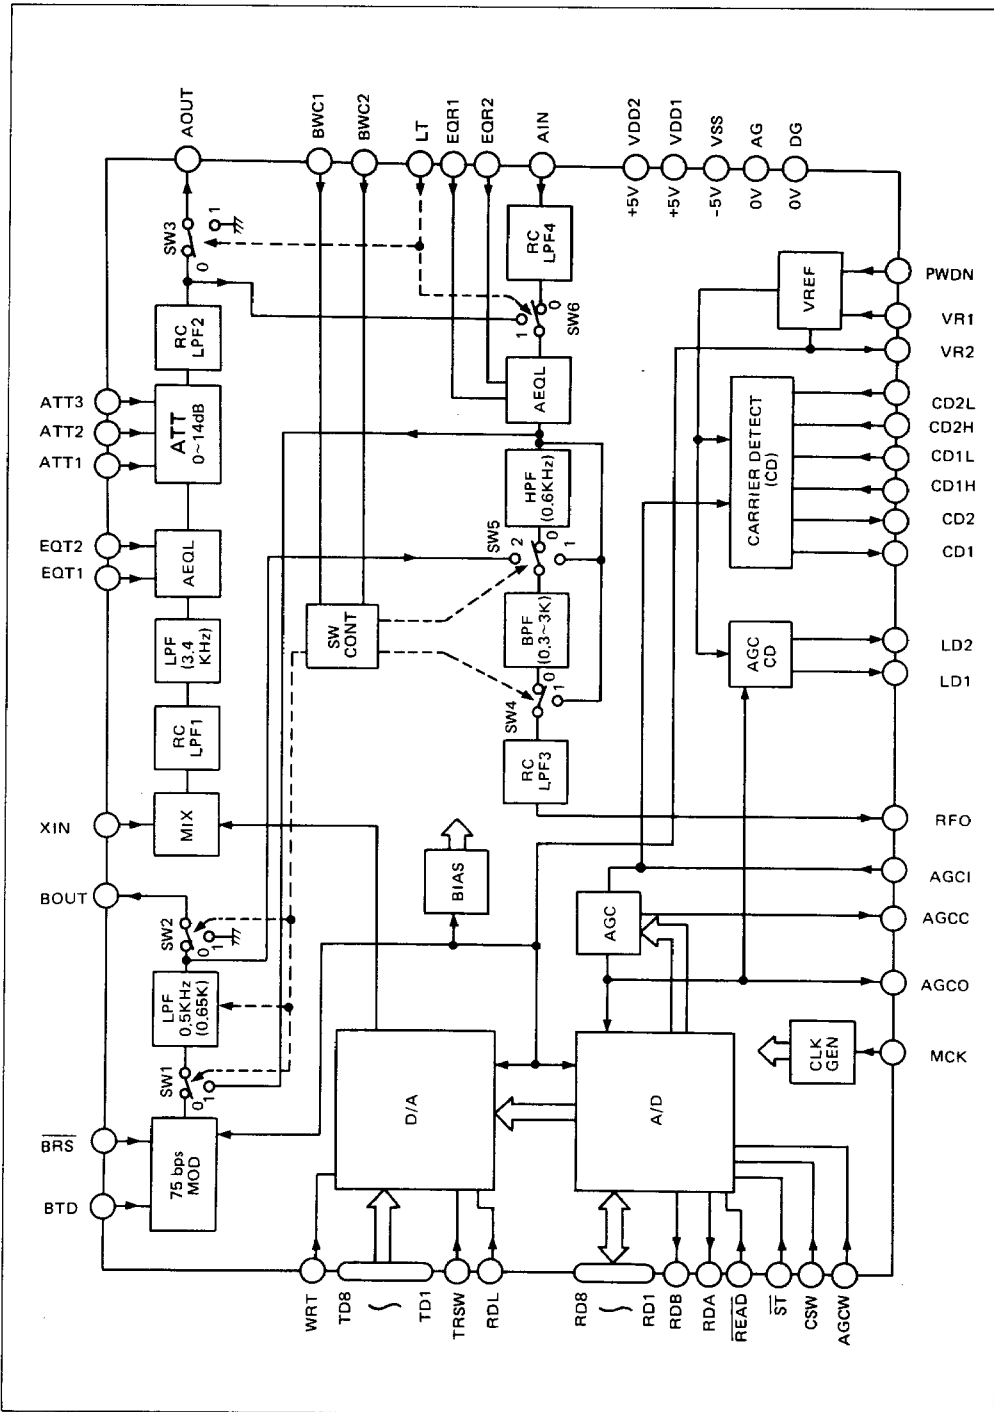 AOUT
BWC1
BWC2
LT
EQR1
EQR2
AIN
VDD2
VDD1
VSS
AG
DG
+5V
+5V
-5V
0V
0V
SW3
0
1
RC
LPF2
ATT3
ATT2
ATT1
ATT
0~14dB
EQT2
EQT1
AEQL
LPF
(3.4
KHz)
RC
LPF1
XIN
MIX
BOUT
SW2
0
1
LPF
0.5KHz
(0.65K)
SW1
0
1
BRS
BTD
75 bps
MOD
RC
LPF4
SW6
1
0
AEQL
HPF
(0.6KHz)
SW5
2
0
1
BPF
(0.3~3K)
SW4
0
1
RC
LPF3
SW
CONT
BIAS
VREF
PWDN
VR1
VR2
CARRIER DETECT
(CD)
CD2L
CD2H
CD1L
CD1H
CD2
CD1
AGC
CD
LD2
LD1
RFO
AGCI
AGCC
AGCO
AGC
CLK
GEN
MCK
D/A
A/D
WRT
TD8
~
TD1
TRSW
RDL
RD8
~
RD1
RDB
RDA
READ
ST
CSW
AGCW